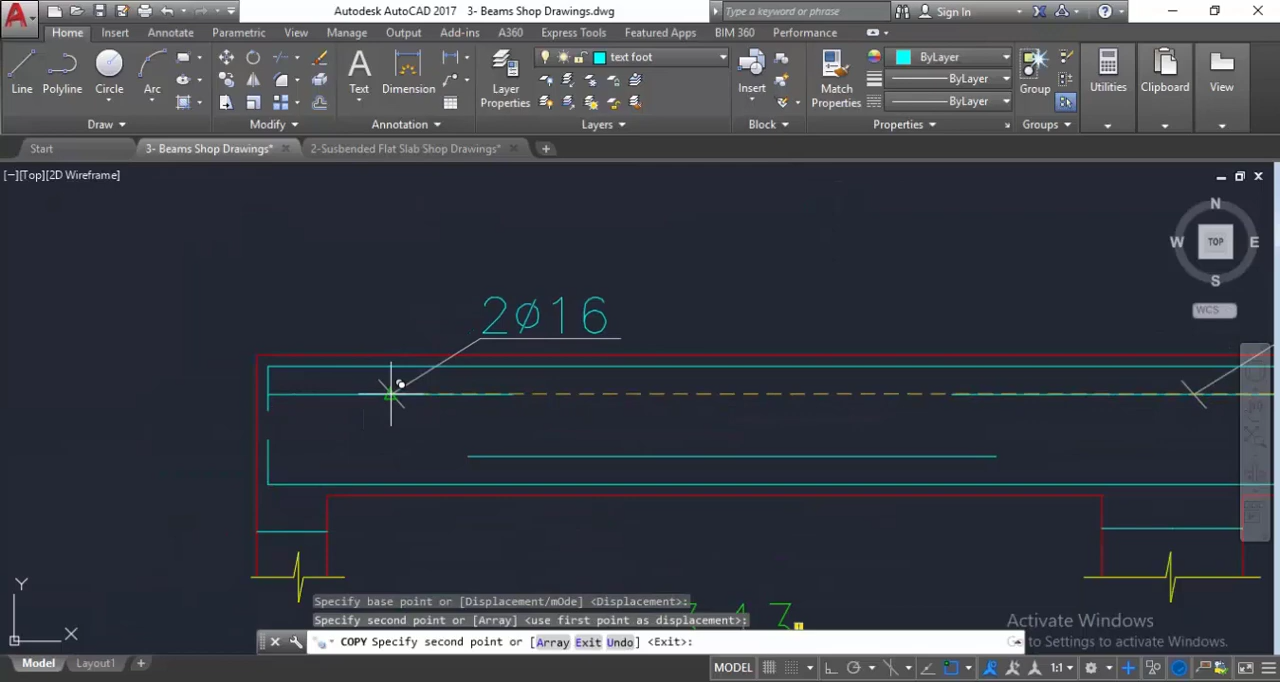 Autodesk AutoCAD 2017 3- Beams Shop Drawings.dwg
Type a keyword or phrase
Sign In
Home Insert Annotate Parametric View Manage Output Add-ins A360 Express Tools Featured Apps BIM 360 Performance
text foot
ByLayer
ByLayer
ByLayer
Line Polyline Circle Arc
Text Dimension
Layer
Properties
Insert
Match
Properties
Group
Utilities Clipboard View
Draw Modify Annotation Layers Block Properties Groups
Start 3- Beams Shop Drawings* 2-Susbended Flat Slab Shop Drawings*
[−][Top][2D Wireframe]
N
W TOP E
S
WCS
2ø16
Y
X
Specify base point or [Displacement/mOde] <Displacement>:
Specify second point or [Array] <use first point as displacement>:
COPY Specify second point or [Array Exit Undo] <Exit>:
Activate Windows
to Settings to activate Windows.
Model Layout1
MODEL 1:1